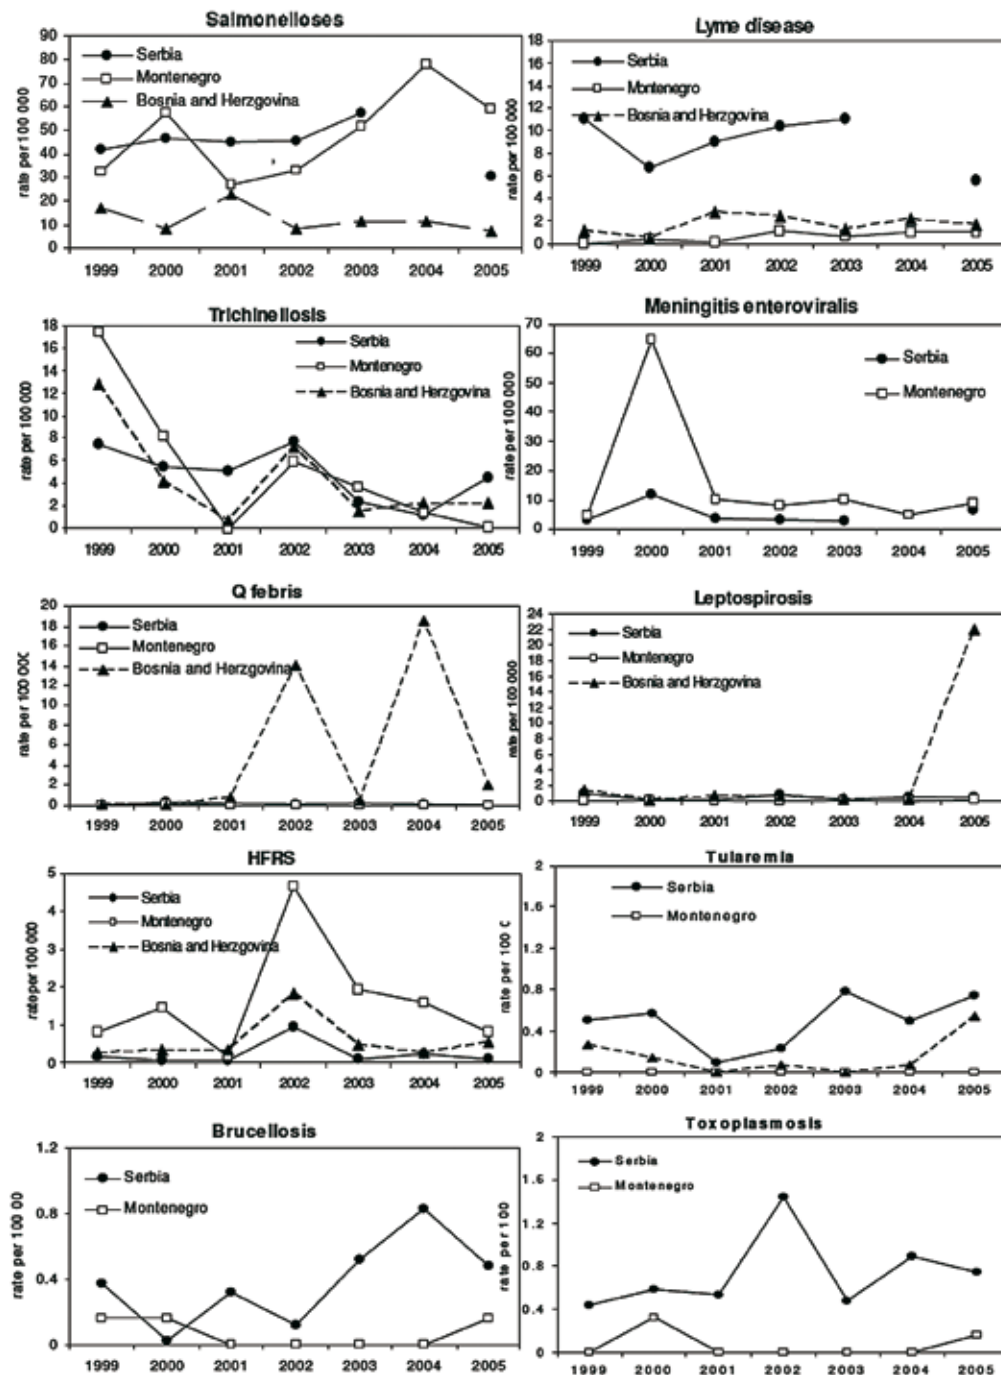 Salmonelloses
90
80
70
60
50
40
30
20
10
0
rate per 100 000
Serbia
Montenegro
Bosnia and Herzgovina
1999 2000 2001 2002 2003 2004 2005
Lyme disease
18
16
14
12
10
8
6
4
2
0
rate per 100 000
Serbia
Montenegro
Bosnia and Herzgovina
1999 2000 2001 2002 2003 2004 2005
Trichinellosis
18
16
14
12
10
8
6
4
2
0
rate per 100 000
Serbia
Montenegro
Bosnia and Herzgovina
1999 2000 2001 2002 2003 2004 2005
Meningitis enteroviralis
70
60
50
40
30
20
10
0
rate per 100 000
Serbia
Montenegro
1999 2000 2001 2002 2003 2004 2005
Q febris
20
18
16
14
12
10
8
6
4
2
0
rate per 100 000
Serbia
Montenegro
Bosnia and Herzgovina
1999 2000 2001 2002 2003 2004 2005
Leptospirosis
24
22
20
18
16
14
12
10
8
6
4
2
0
rate per 100 000
Serbia
Montenegro
Bosnia and Herzgovina
1999 2000 2001 2002 2003 2004 2005
HFRS
5
4
3
2
1
0
rate per 100 000
Serbia
Montenegro
Bosnia and Herzgovina
1999 2000 2001 2002 2003 2004 2005
Tularemia
2
1.6
1.2
0.8
0.4
0
rate per 100 0
Serbia
Montenegro
1999 2000 2001 2002 2003 2004 2005
Brucellosis
1.2
0.8
0.4
0
rate per 100 00
Serbia
Montenegro
1999 2000 2001 2002 2003 2004 2005
Toxoplasmosis
2
1.6
1.2
0.8
0.4
0
rate per 100
Serbia
Montenegro
1999 2000 2001 2002 2003 2004 2005